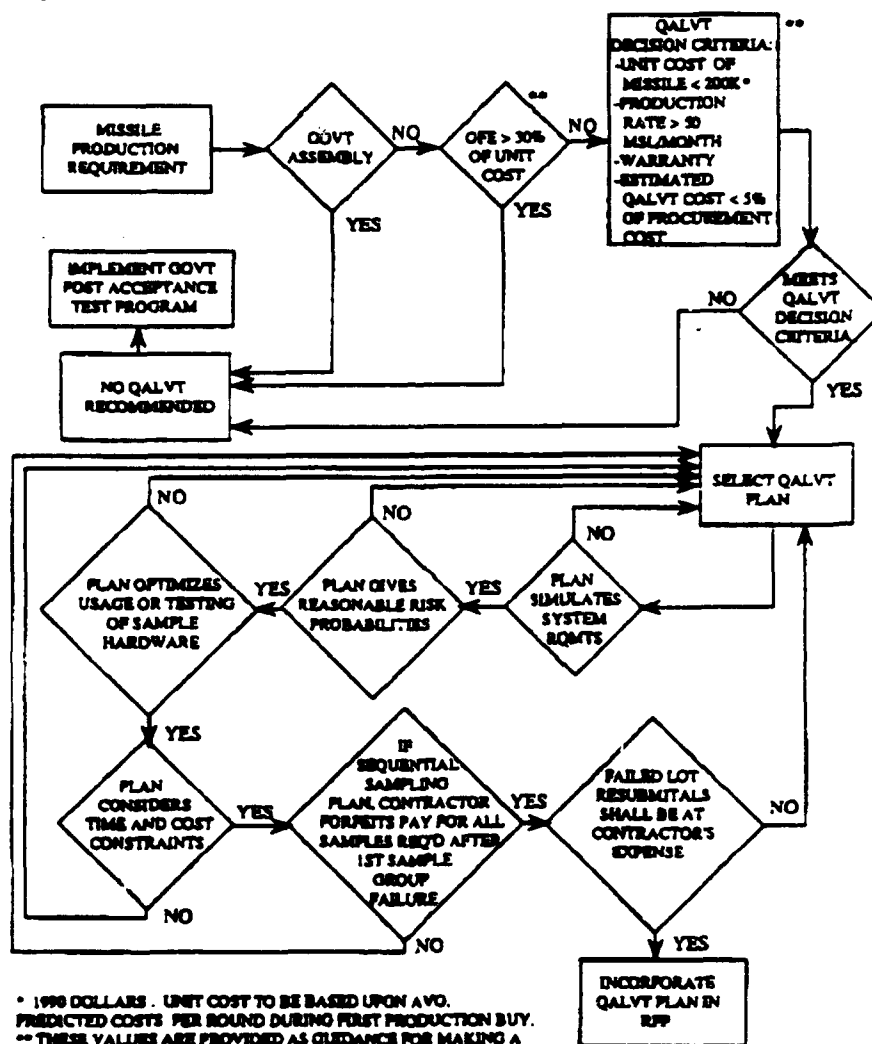 MISSILE
PRODUCTION
REQUIREMENT
GOVT
ASSEMBLY
NO
YES
**
GFE > 30%
OF UNIT
COST
NO
YES
**
QALVT
DECISION CRITERIA:
-UNIT COST OF
MISSILE < 200K*
-PRODUCTION
RATE > 50
MSL/MONTH
-WARRANTY
-ESTIMATED
QALVT COST < 5%
OF PROCUREMENT
COST
MEETS
QALVT
DECISION
CRITERIA
NO
YES
IMPLEMENT GOVT
POST ACCEPTANCE
TEST PROGRAM
NO QALVT
RECOMMENDED
SELECT QALVT
PLAN
NO
PLAN
SIMULATES
SYSTEM
RQMTS
YES
NO
PLAN GIVES
REASONABLE RISK
PROBABILITIES
YES
NO
PLAN OPTIMIZES
USAGE OR TESTING
OF SAMPLE
HARDWARE
YES
PLAN
CONSIDERS
TIME AND COST
CONSTRAINTS
YES
NO
IF
SEQUENTIAL
SAMPLING
PLAN, CONTRACTOR
FORFEITS PAY FOR ALL
SAMPLES REQ'D AFTER
1ST SAMPLE
GROUP
FAILURE
YES
NO
FAILED LOT
RESUBMITALS
SHALL BE AT
CONTRACTOR'S
EXPENSE
NO
YES
INCORPORATE
QALVT PLAN IN
RFP
* 1990 DOLLARS. UNIT COST TO BE BASED UPON AVG.
PREDICTED COSTS PER ROUND DURING FIRST PRODUCTION BUY.
** THESE VALUES ARE PROVIDED AS GUIDANCE FOR MAKING A